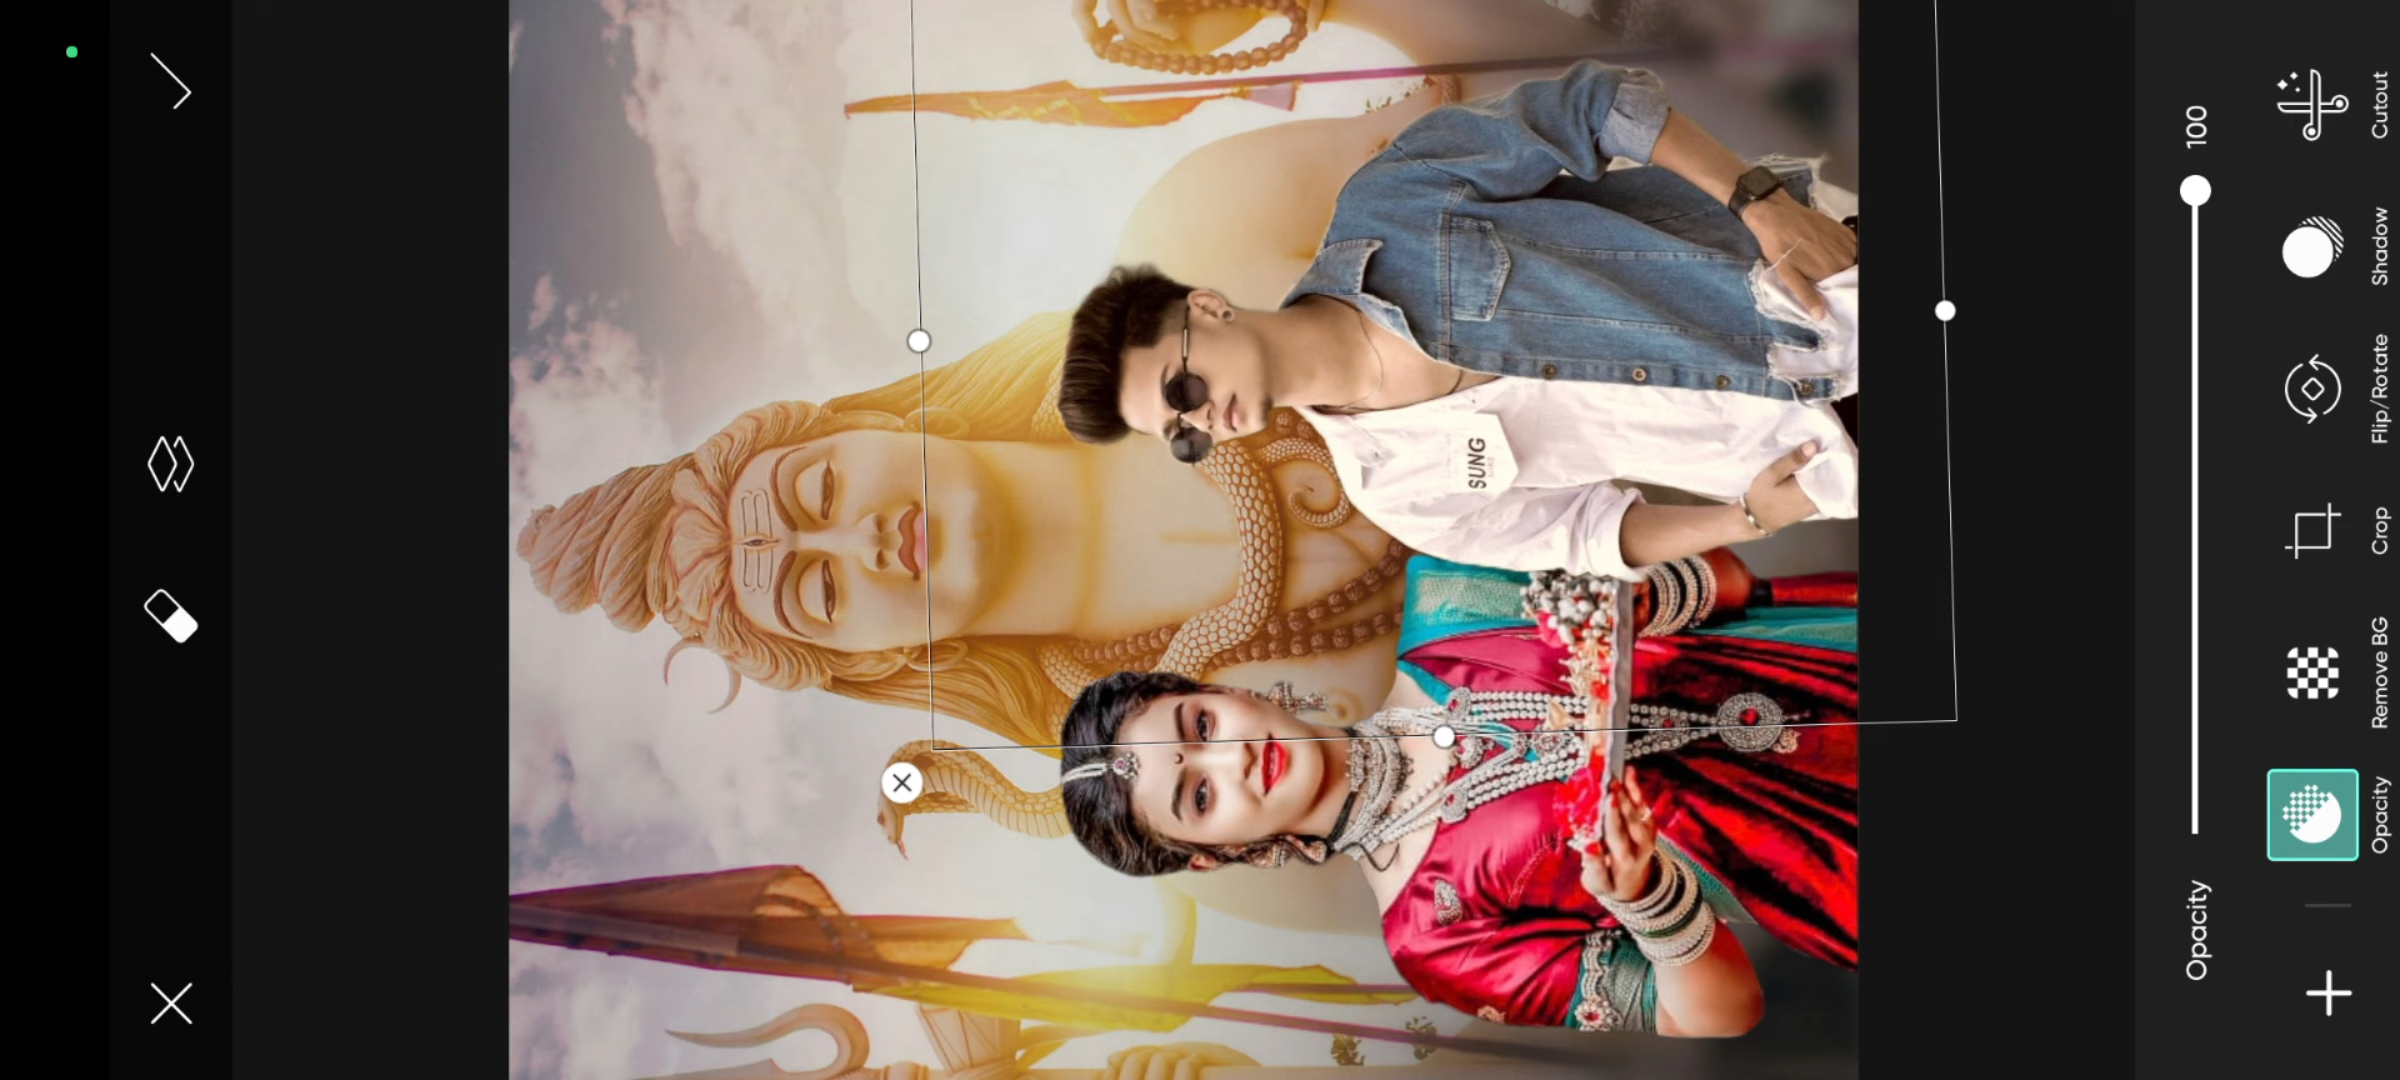 SUNG
Opacity
100
Opacity
Remove BG
Crop
Flip/Rotate
Shadow
Cutout